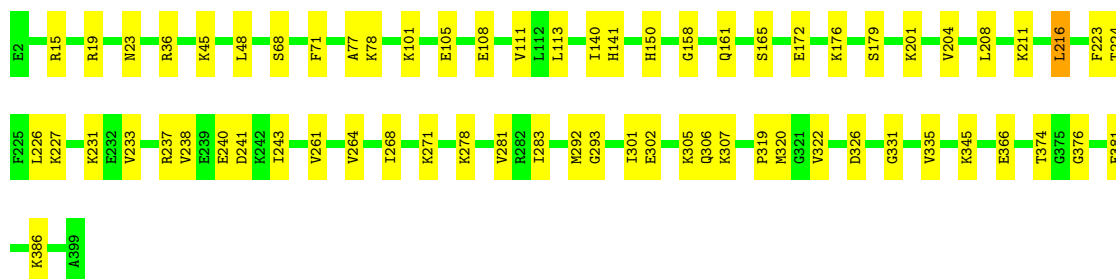 E2 R15 R19 N23 R36 K45 L48 S68 F71 A77 K78 K101 E105 E108 V111 L112 L113 I140 H141 H150 G158 Q161 S165 E172 K176 S179 K201 V204 L208 K211 L216 F223 T224
F225 L226 K227 K231 E232 V233 R237 V238 E239 E240 D241 K242 I243 V261 V264 I268 K271 K278 V281 R282 I283 M292 G293 I301 E302 K305 Q306 K307 P319 M320 G321 V322 D326 G331 V335 K345 E366 T374 G375 G376
K386 A399